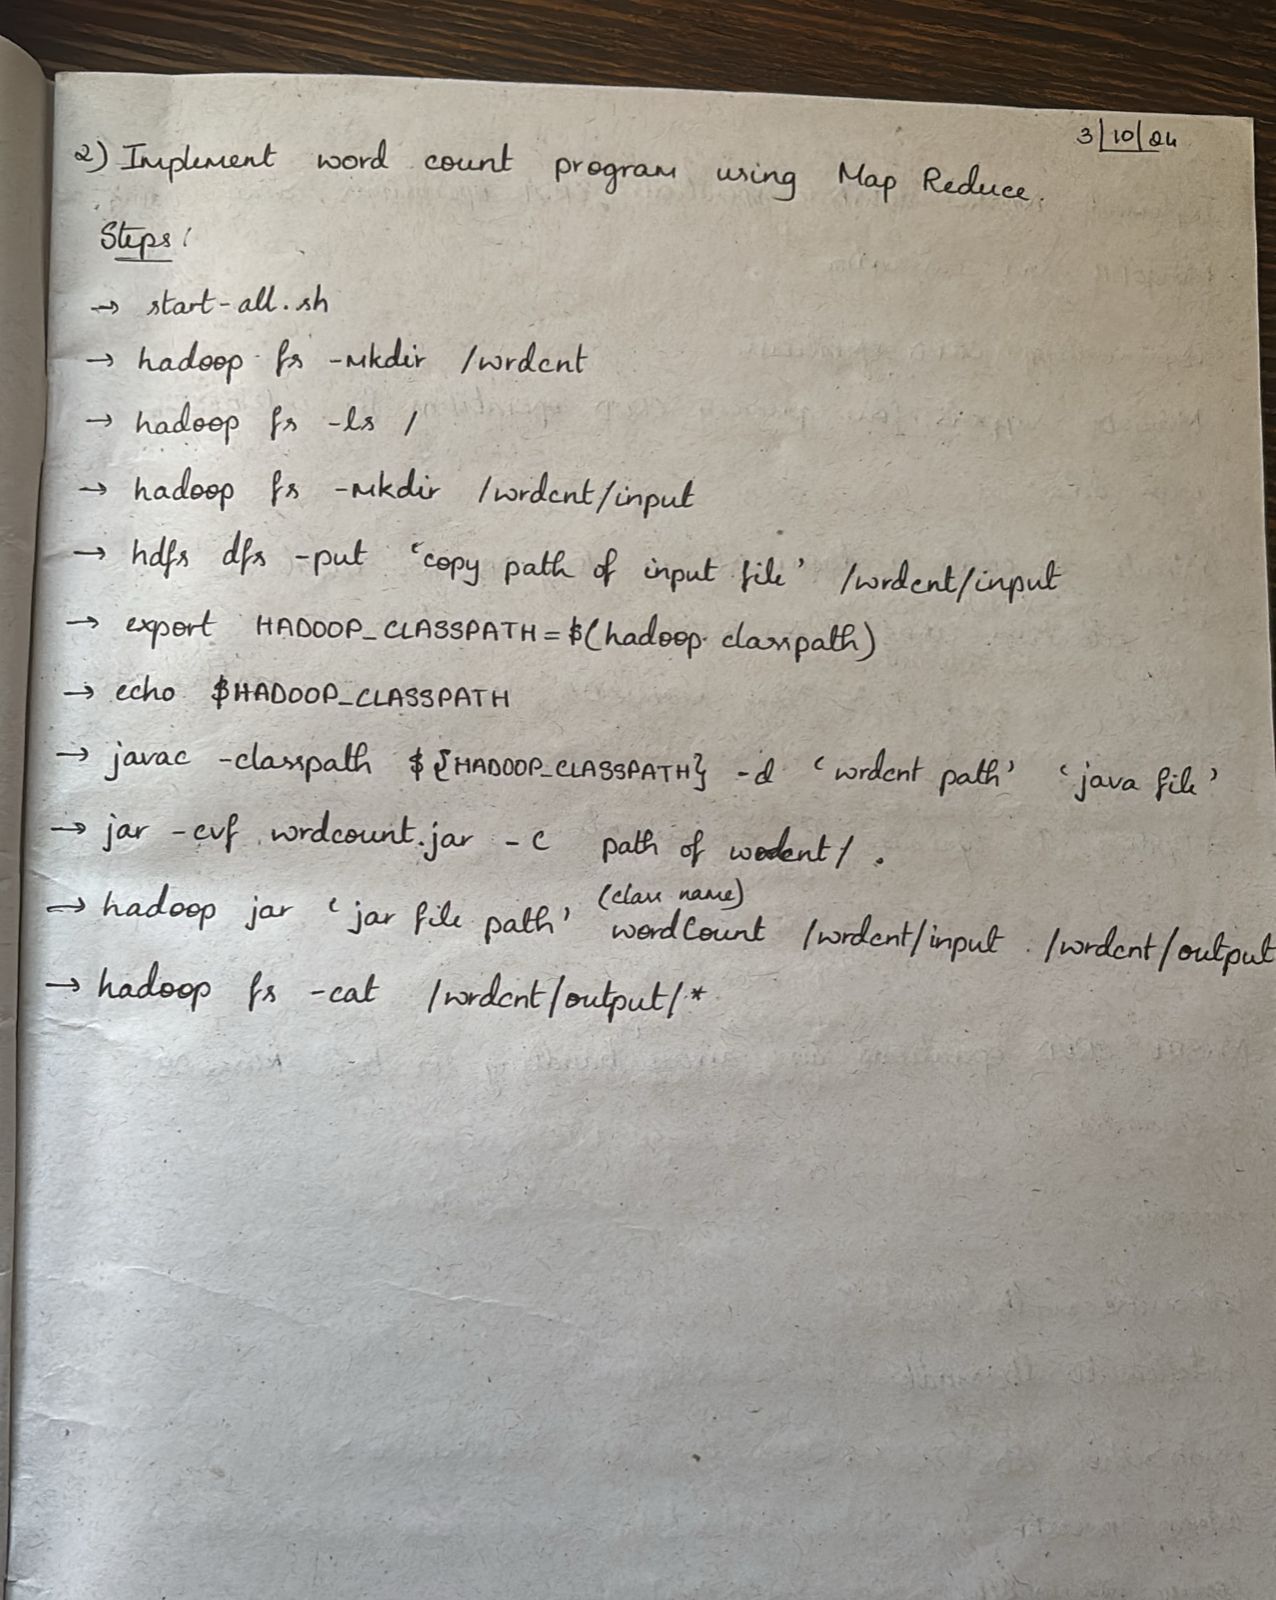 3/10/24
2) Implement word count program using Map Reduce.
Steps:
→ start-all.sh
→ hadoop fs -mkdir /wrdcnt
→ hadoop fs -ls /
→ hadoop fs -mkdir /wrdcnt/input
→ hdfs dfs -put 'copy path of input file' /wrdcnt/input
→ export HADOOP_CLASSPATH=$(hadoop classpath)
→ echo $HADOOP_CLASSPATH
→ javac -classpath ${HADOOP_CLASSPATH} -d 'wrdcnt path' 'java file'
→ jar -cvf wrdcount.jar -C path of wordcnt/ .
(class name)
→ hadoop jar 'jar file path' wordCount /wrdcnt/input /wrdcnt/output
→ hadoop fs -cat /wrdcnt/output/*